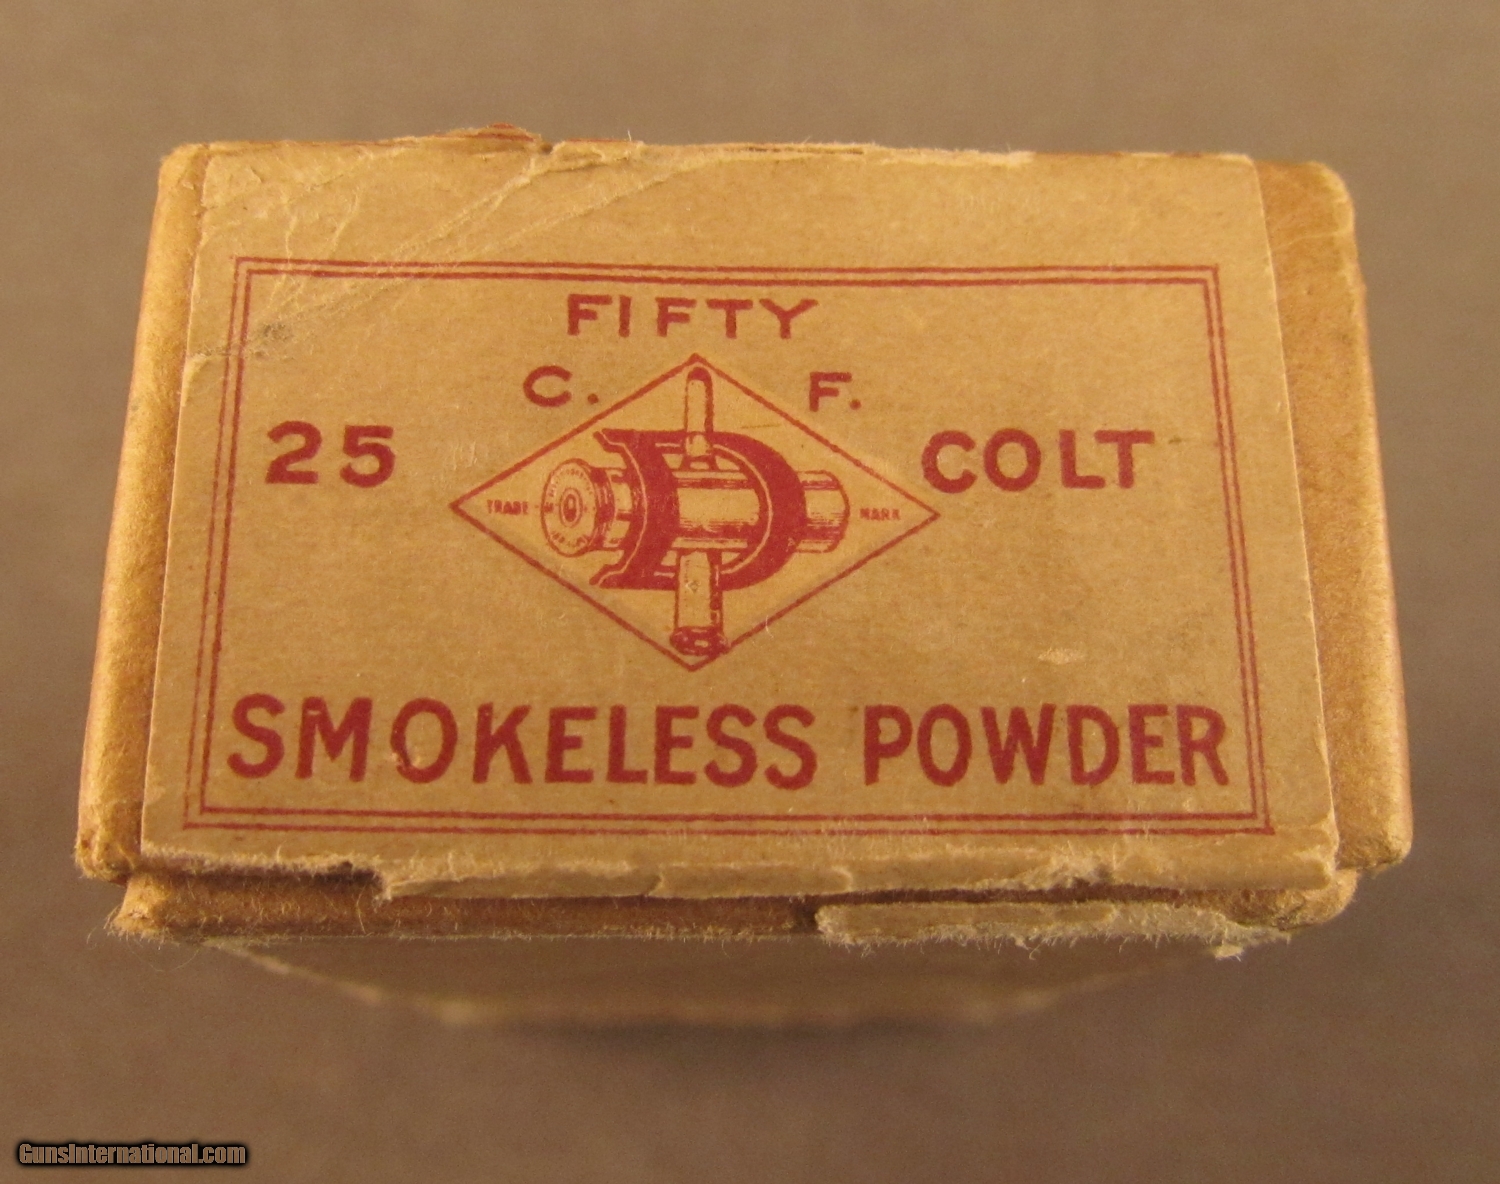 FIFTY
C. F.
25 COLT
TRADE MARK
SMOKELESS POWDER
GunsInternational.com